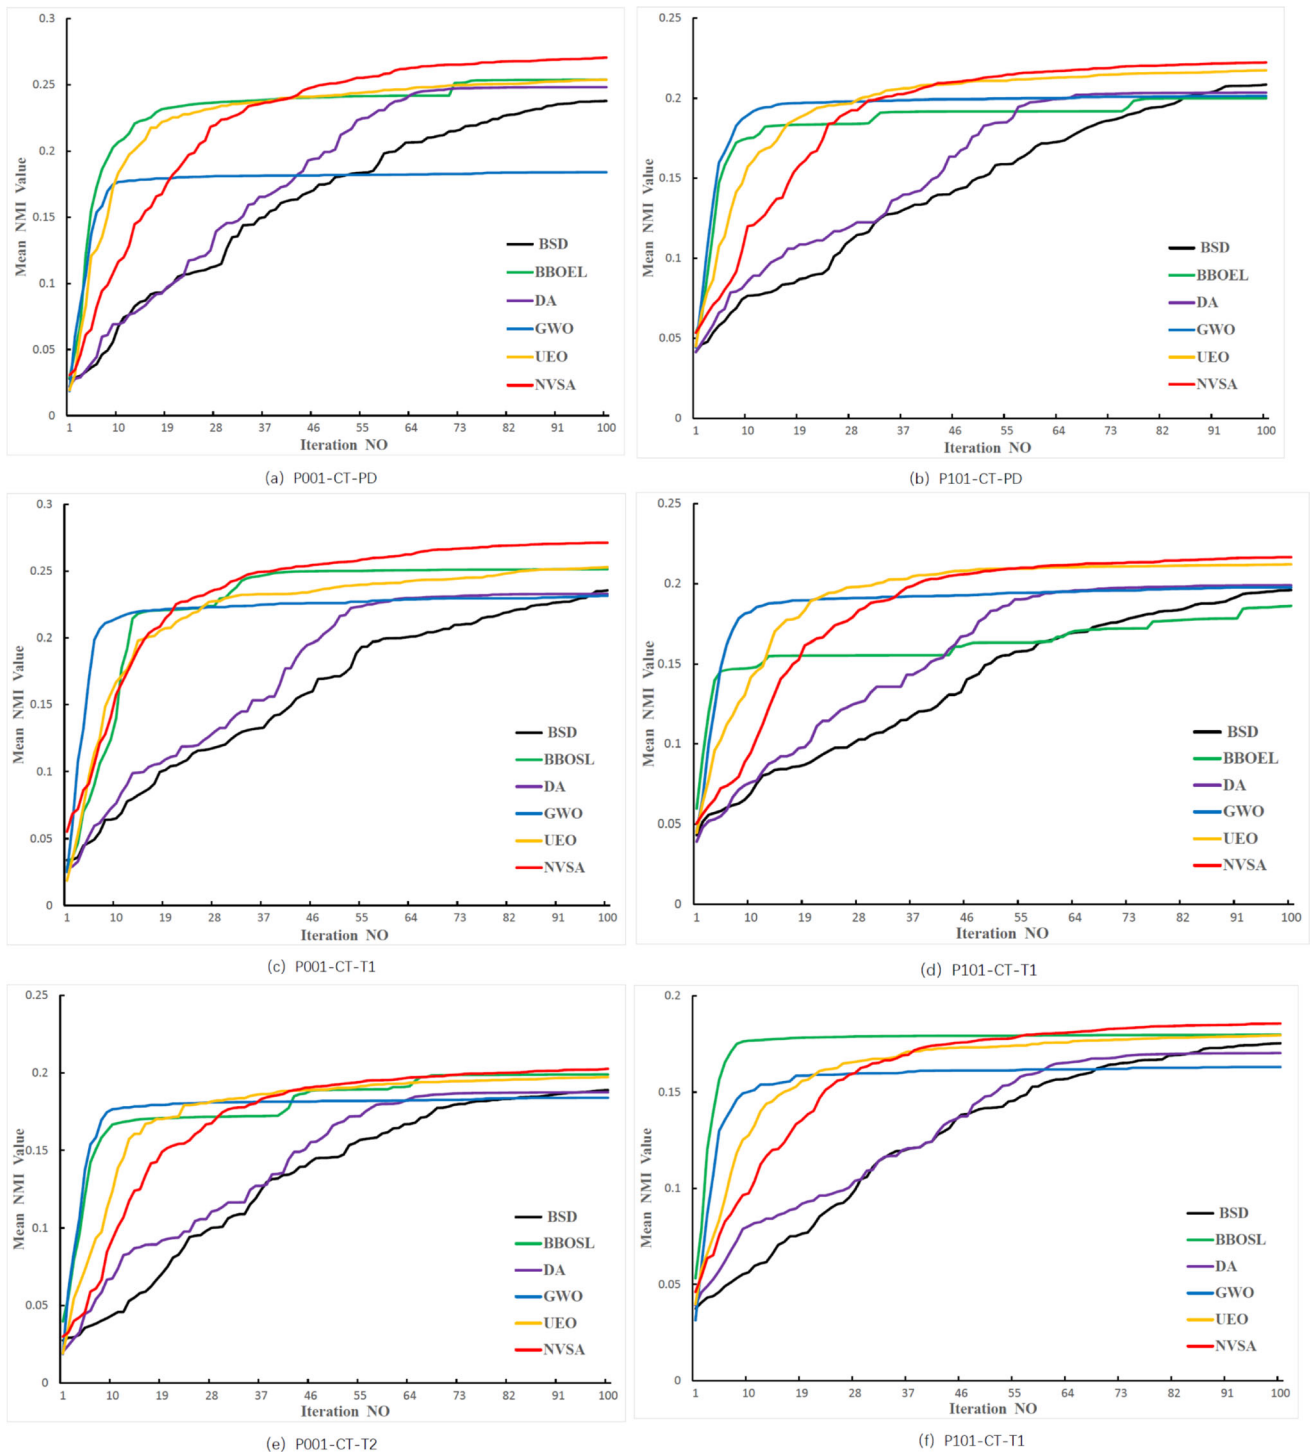 0.3
0.25
0.2
0.15
0.1
0.05
0
Mean NMI Value
1 10 19 28 37 46 55 64 73 82 91 100
Iteration NO
BSD
BBOEL
DA
GWO
UEO
NVSA
(a) P001-CT-PD
0.25
0.2
0.15
0.1
0.05
0
Mean NMI Value
1 10 19 28 37 46 55 64 73 82 91 100
Iteration NO
BSD
BBOEL
DA
GWO
UEO
NVSA
(b) P101-CT-PD
0.3
0.25
0.2
0.15
0.1
0.05
0
Mean NMI Value
1 10 19 28 37 46 55 64 73 82 91 100
Iteration NO
BSD
BBOSL
DA
GWO
UEO
NVSA
(c) P001-CT-T1
0.25
0.2
0.15
0.1
0.05
0
Mean NMI Value
1 10 19 28 37 46 55 64 73 82 91 100
Iteration NO
BSD
BBOEL
DA
GWO
UEO
NVSA
(d) P101-CT-T1
0.25
0.2
0.15
0.1
0.05
0
Mean NMI Value
1 10 19 28 37 46 55 64 73 82 91 100
Iteration NO
BSD
BBOSL
DA
GWO
UEO
NVSA
(e) P001-CT-T2
0.2
0.15
0.1
0.05
0
Mean NMI Value
1 10 19 28 37 46 55 64 73 82 91 100
Iteration NO
BSD
BBOSL
DA
GWO
UEO
NVSA
(f) P101-CT-T1